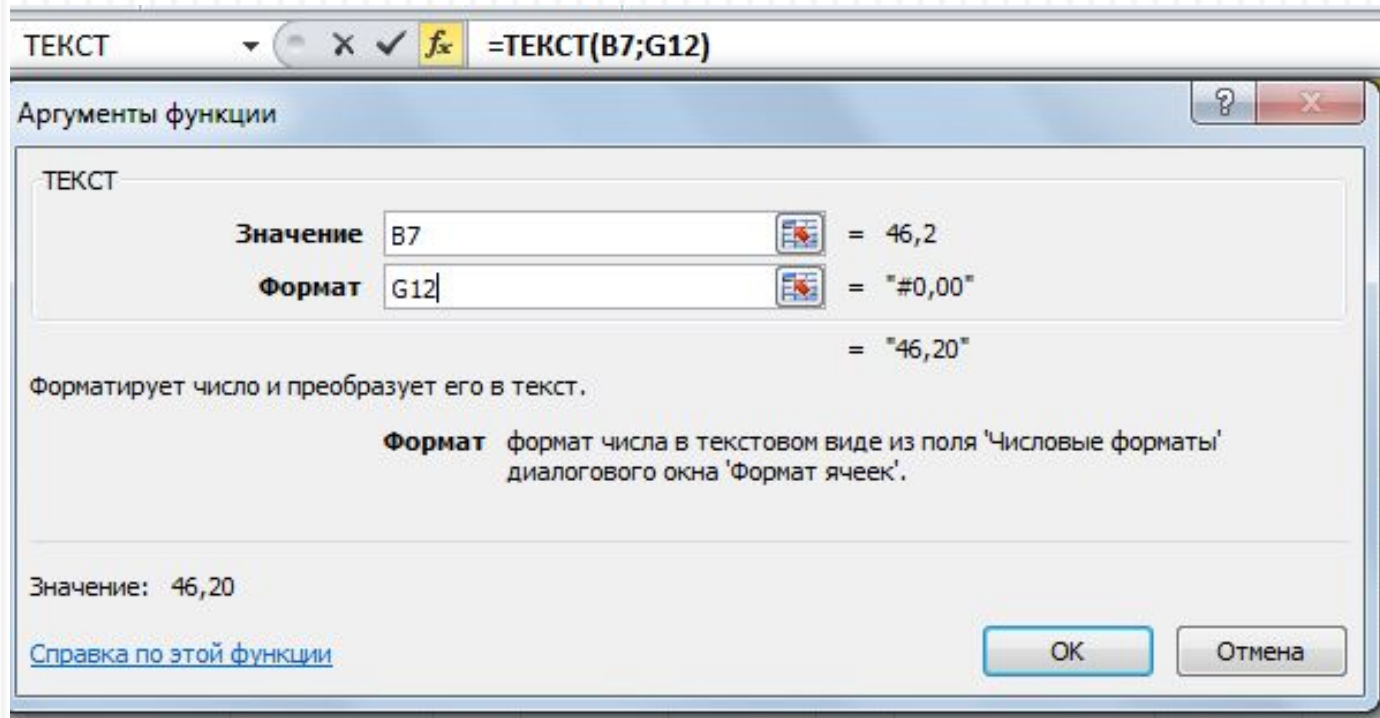 ТЕКСТ fx =ТЕКСТ(B7;G12)
Аргументы функции
ТЕКСТ
Значение B7 = 46,2
Формат G12 = "#0,00"
= "46,20"
Форматирует число и преобразует его в текст.
Формат формат числа в текстовом виде из поля 'Числовые форматы'
диалогового окна 'Формат ячеек'.
Значение: 46,20
Справка по этой функции
ОК Отмена